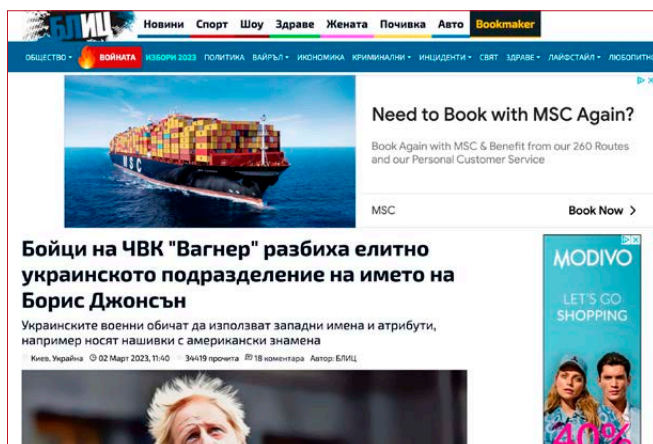 БЛИЦ
Новини Спорт Шоу Здраве Жената Почивка Авто Bookmaker
ОБЩЕСТВО ВОЙНАТА ИЗБОРИ 2023 ПОЛИТИКА ВАЙРЪЛ ИКОНОМИКА КРИМИНАЛНИ ИНЦИДЕНТИ СВЯТ ЗДРАВЕ ЛАЙФСТАЙЛ ЛЮБОПИТНО
MSC
Need to Book with MSC Again?
Book Again with MSC & Benefit from our 260 Routes
and our Personal Customer Service
MSC Book Now >
Бойци на ЧВК "Вагнер" разбиха елитно
украинското подразделение на името на
Борис Джонсън
Украинските военни обичат да използват западни имена и атрибути,
например носят нашивки с американски знамена
Киев, Украйна 02 Март 2023, 11:40 34419 прочита 18 коментара Автор: БЛИЦ
MODIVO
LET'S GO
SHOPPING
40%